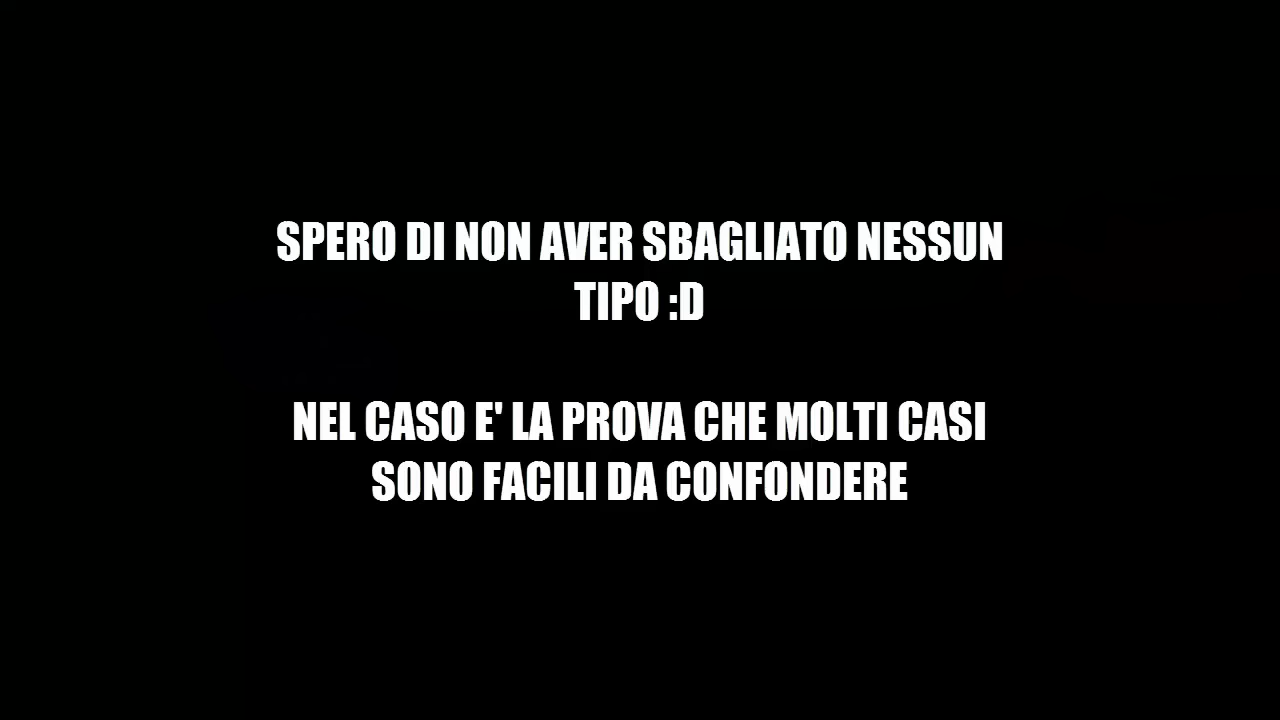 SPERO DI NON AVER SBAGLIATO NESSUN
TIPO :D
NEL CASO E' LA PROVA CHE MOLTI CASI
SONO FACILI DA CONFONDERE